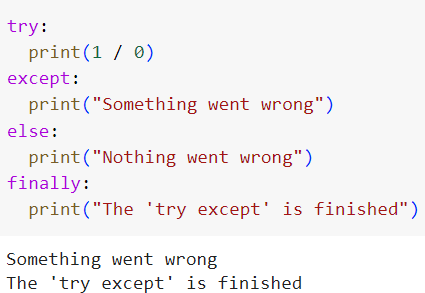 try:
  print(1 / 0)
except:
  print("Something went wrong")
else:
  print("Nothing went wrong")
finally:
  print("The 'try except' is finished")
Something went wrong
The 'try except' is finished